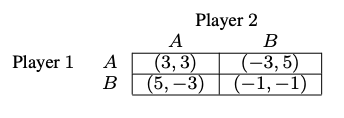 Player 2
A B
Player 1 A (3, 3) (−3, 5)
B (5, −3) (−1, −1)